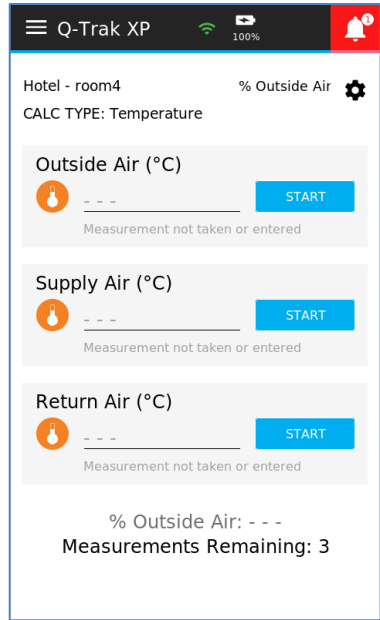 Q-Trak XP
100%
1
Hotel - room4
% Outside Air
CALC TYPE: Temperature
Outside Air (°C)
- - -
START
Measurement not taken or entered
Supply Air (°C)
- - -
START
Measurement not taken or entered
Return Air (°C)
- - -
START
Measurement not taken or entered
% Outside Air: - - -
Measurements Remaining: 3